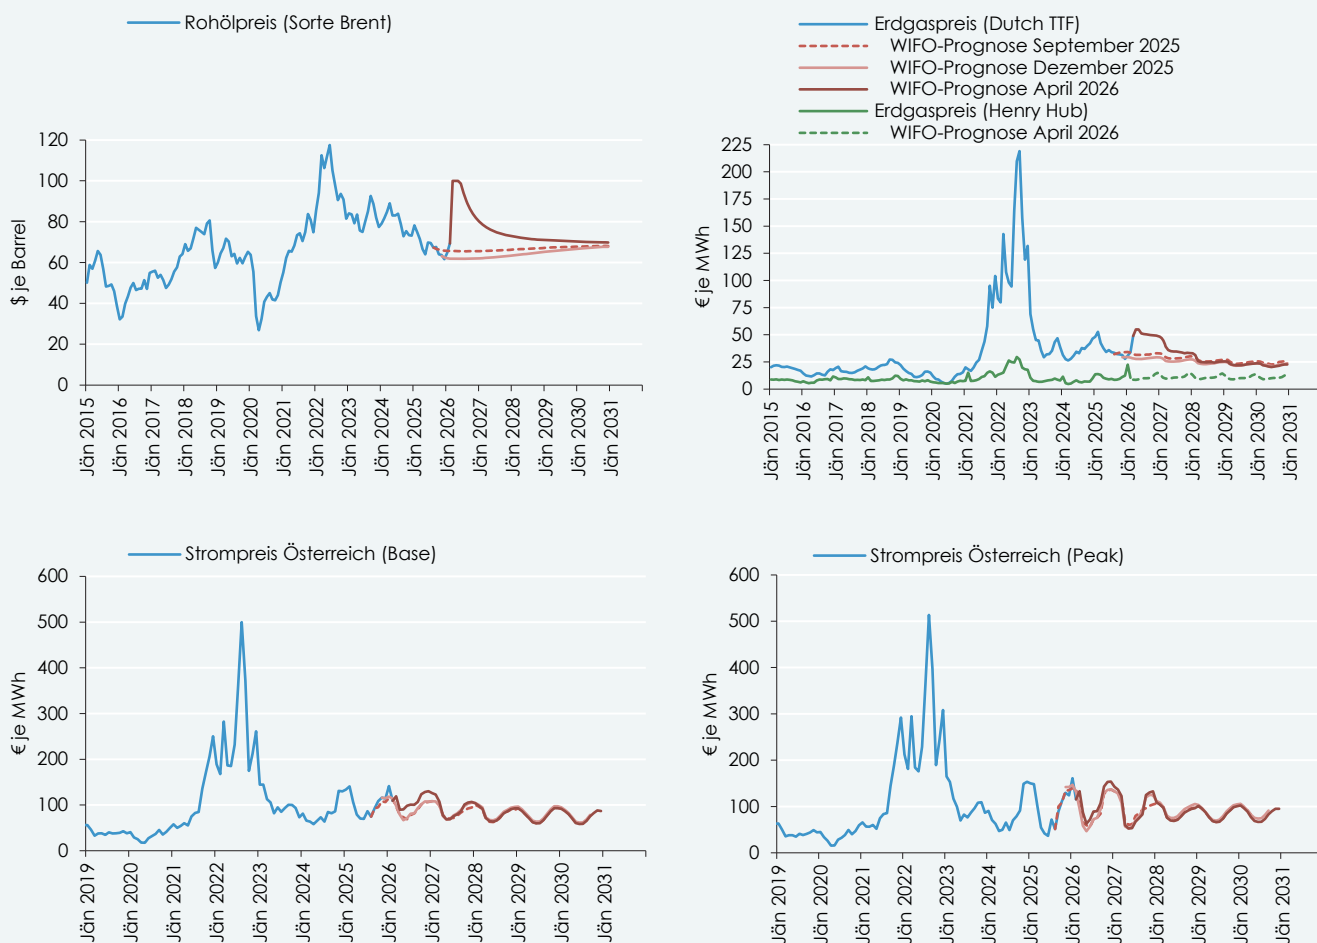 Rohölpreis (Sorte Brent)
$ je Barrel
120
100
80
60
40
20
0
Jän 2015
Jän 2016
Jän 2017
Jän 2018
Jän 2019
Jän 2020
Jän 2021
Jän 2022
Jän 2023
Jän 2024
Jän 2025
Jän 2026
Jän 2027
Jän 2028
Jän 2029
Jän 2030
Jän 2031
Erdgaspreis (Dutch TTF)
WIFO-Prognose September 2025
WIFO-Prognose Dezember 2025
WIFO-Prognose April 2026
Erdgaspreis (Henry Hub)
WIFO-Prognose April 2026
€ je MWh
225
200
175
150
125
100
75
50
25
0
Jän 2015
Jän 2016
Jän 2017
Jän 2018
Jän 2019
Jän 2020
Jän 2021
Jän 2022
Jän 2023
Jän 2024
Jän 2025
Jän 2026
Jän 2027
Jän 2028
Jän 2029
Jän 2030
Jän 2031
Strompreis Österreich (Base)
€ je MWh
600
500
400
300
200
100
0
Jän 2019
Jän 2020
Jän 2021
Jän 2022
Jän 2023
Jän 2024
Jän 2025
Jän 2026
Jän 2027
Jän 2028
Jän 2029
Jän 2030
Jän 2031
Strompreis Österreich (Peak)
€ je MWh
600
500
400
300
200
100
0
Jän 2019
Jän 2020
Jän 2021
Jän 2022
Jän 2023
Jän 2024
Jän 2025
Jän 2026
Jän 2027
Jän 2028
Jän 2029
Jän 2030
Jän 2031